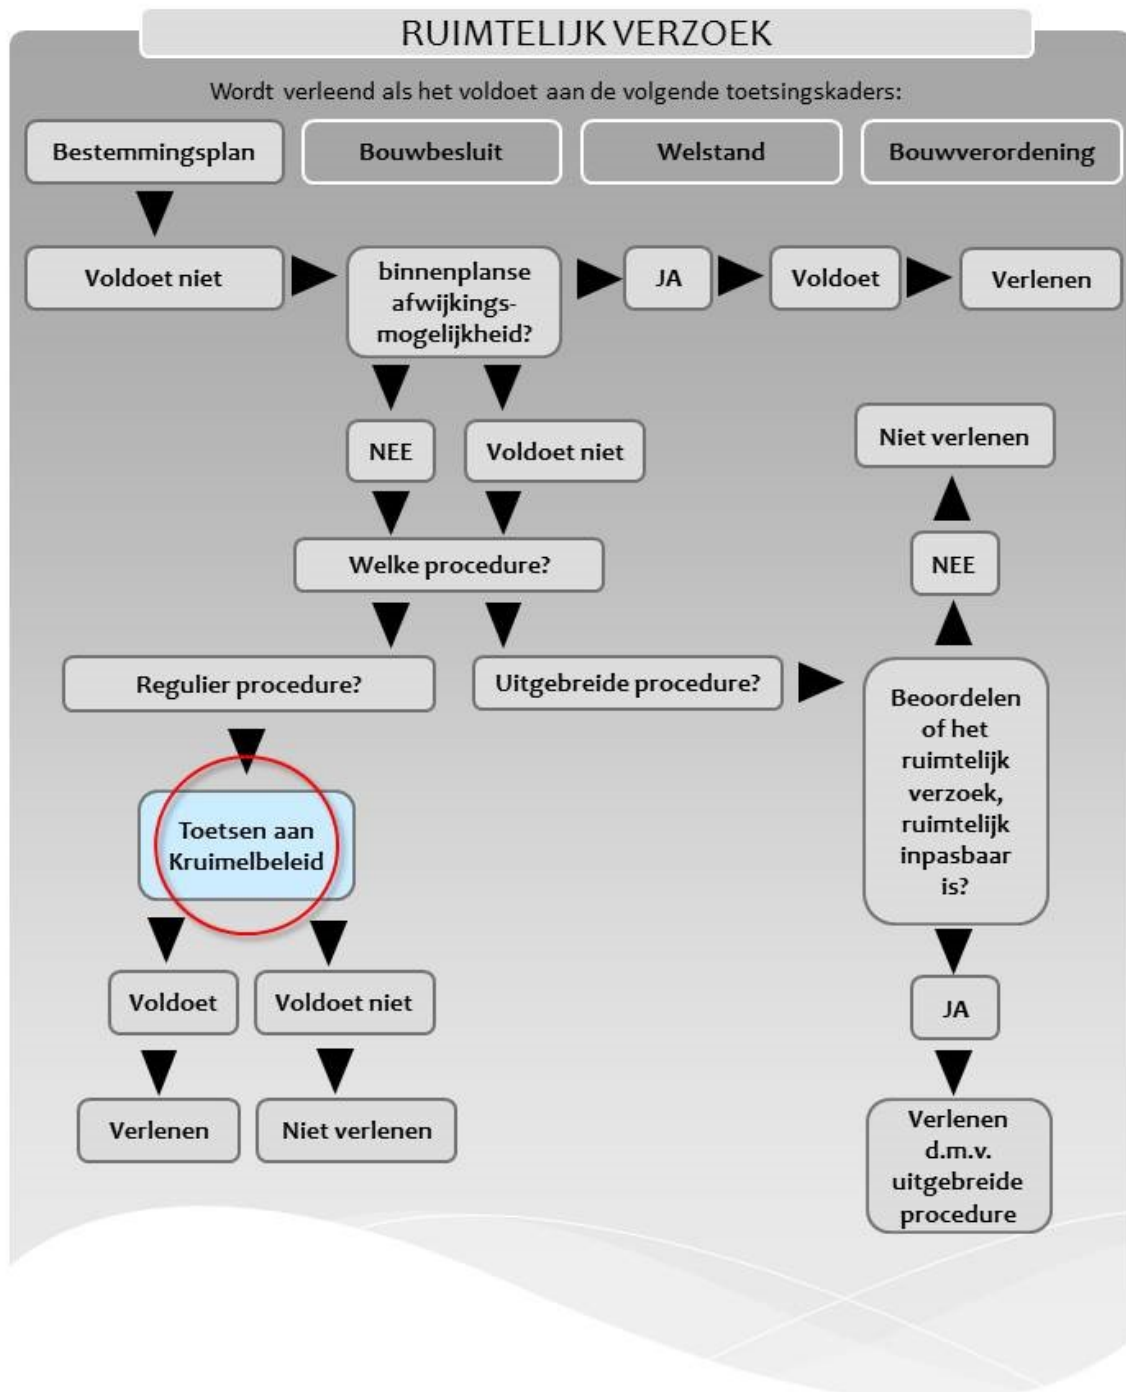 RUIMTELIJK VERZOEK
Wordt verleend als het voldoet aan de volgende toetsingskaders:
Bestemmingsplan
Bouwbesluit
Welstand
Bouwverordening
Voldoet niet
binnenplanse
afwijkings-
mogelijkheid?
JA
Voldoet
Verlenen
NEE
Voldoet niet
Niet verlenen
NEE
Welke procedure?
Regulier procedure?
Uitgebreide procedure?
Beoordelen
of het
ruimtelijk
verzoek,
ruimtelijk
inpasbaar
is?
Toetsen aan
Kruimelbeleid
Voldoet
Voldoet niet
JA
Verlenen
Niet verlenen
Verlenen
d.m.v.
uitgebreide
procedure